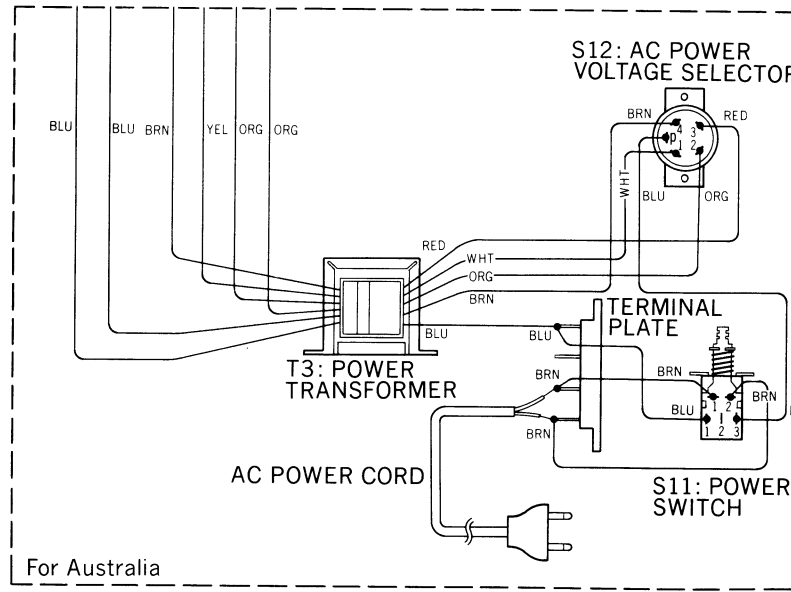 S12: AC POWER
VOLTAGE SELECTOR
BRN
RED
4 3
P
1 2
BLU
BLU
BRN
YEL
ORG
ORG
WHT
BLU
ORG
RED
WHT
ORG
BRN
BLU
TERMINAL
PLATE
BLU
T3: POWER
TRANSFORMER
BRN
BRN
BRN
1 2
BLU
1 2 3
BRN
AC POWER CORD
S11: POWER
SWITCH
For Australia